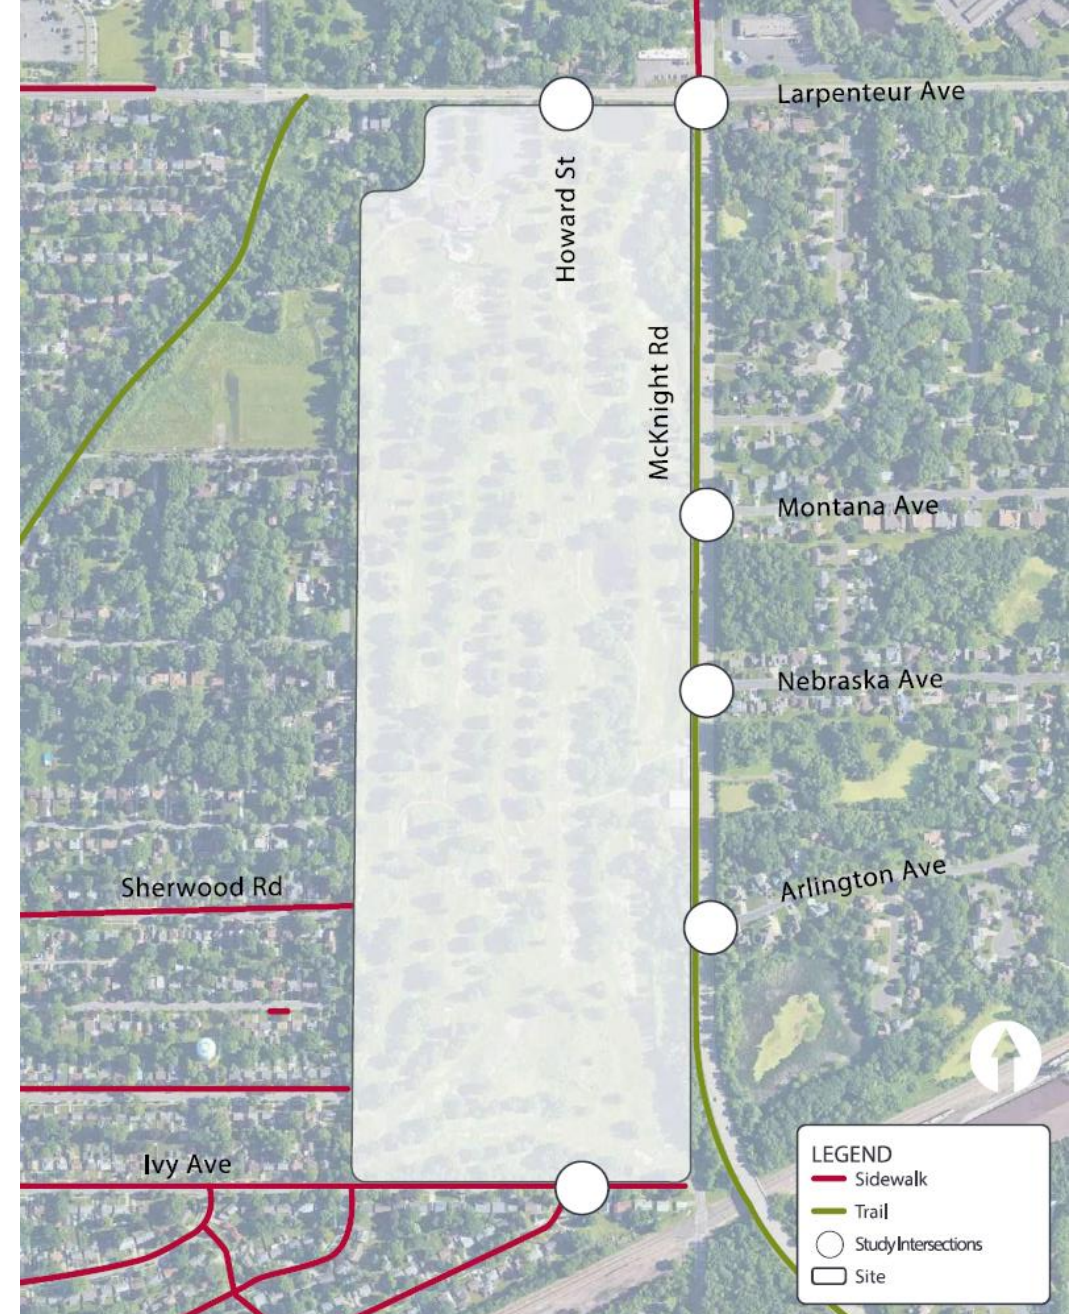 Larpenteur Ave
Howard St
McKnight Rd
Montana Ave
Nebraska Ave
Arlington Ave
Sherwood Rd
Ivy Ave
LEGEND
Sidewalk
Trail
Study Intersections
Site